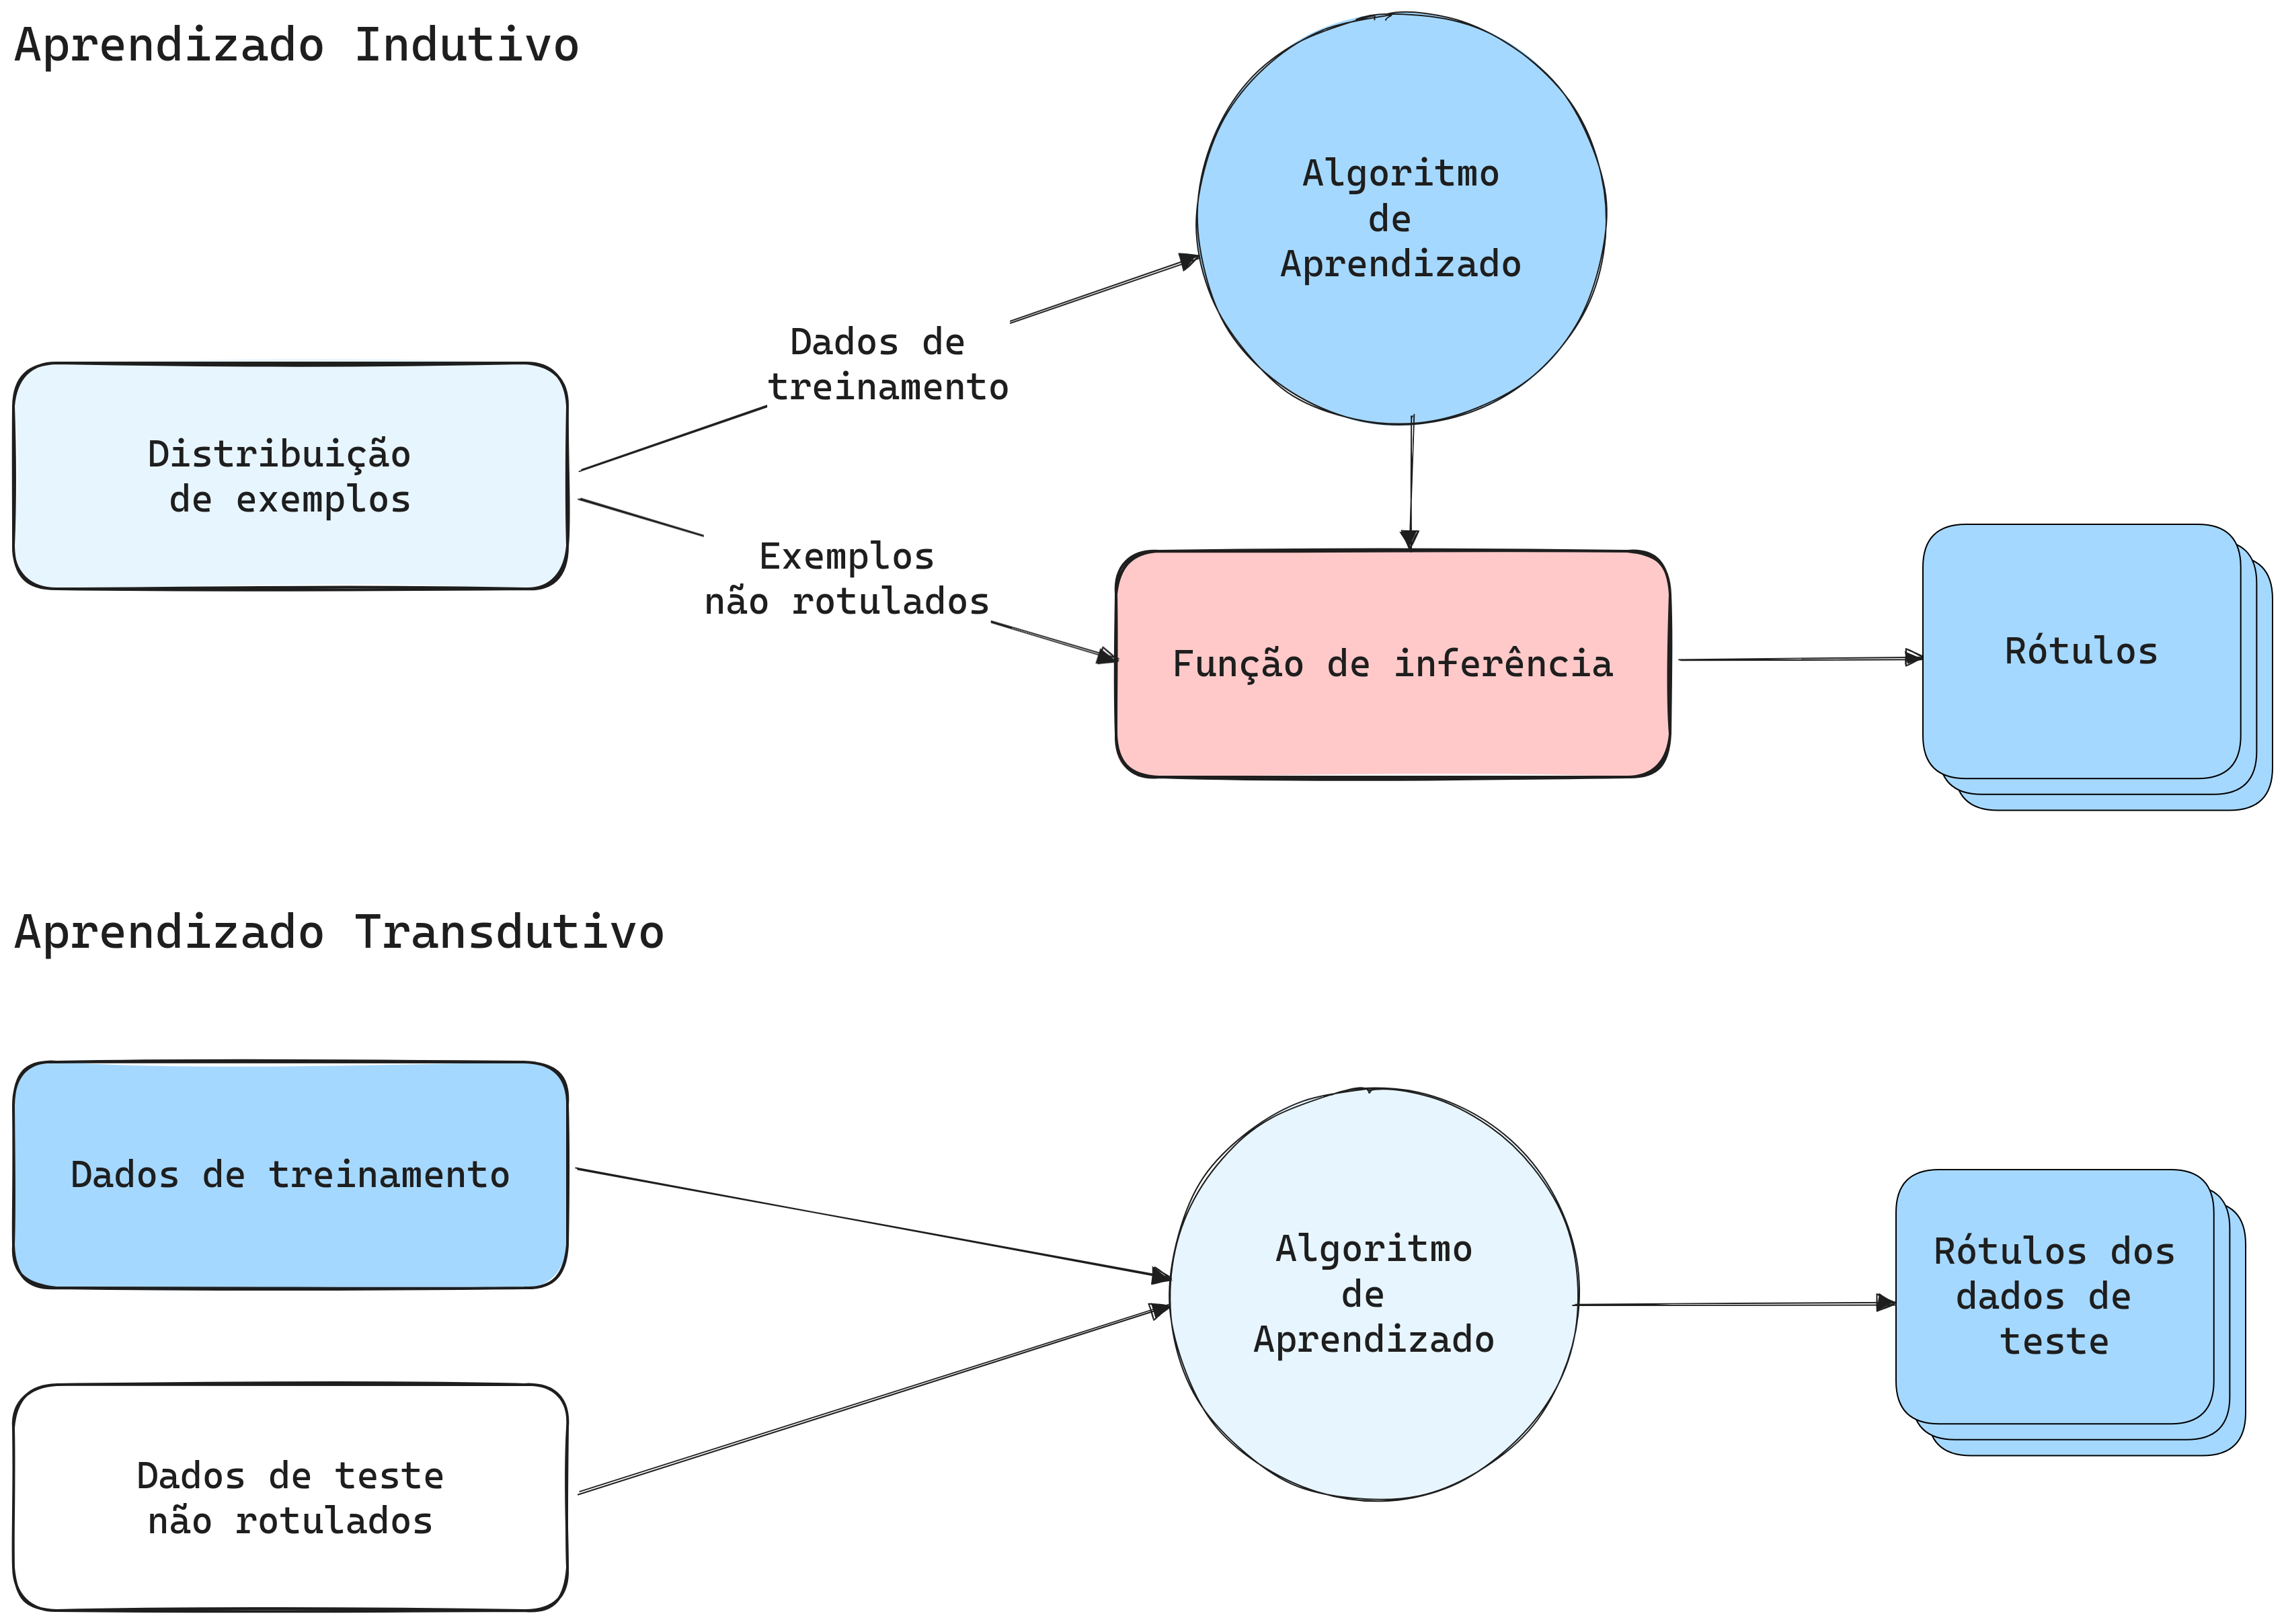 Aprendizado Indutivo
Algoritmo
de
Aprendizado
Dados de
treinamento
Distribuição
de exemplos
Exemplos
não rotulados
Função de inferência
Rótulos
Aprendizado Transdutivo
Dados de treinamento
Algoritmo
de
Aprendizado
Rótulos dos
dados de
teste
Dados de teste
não rotulados